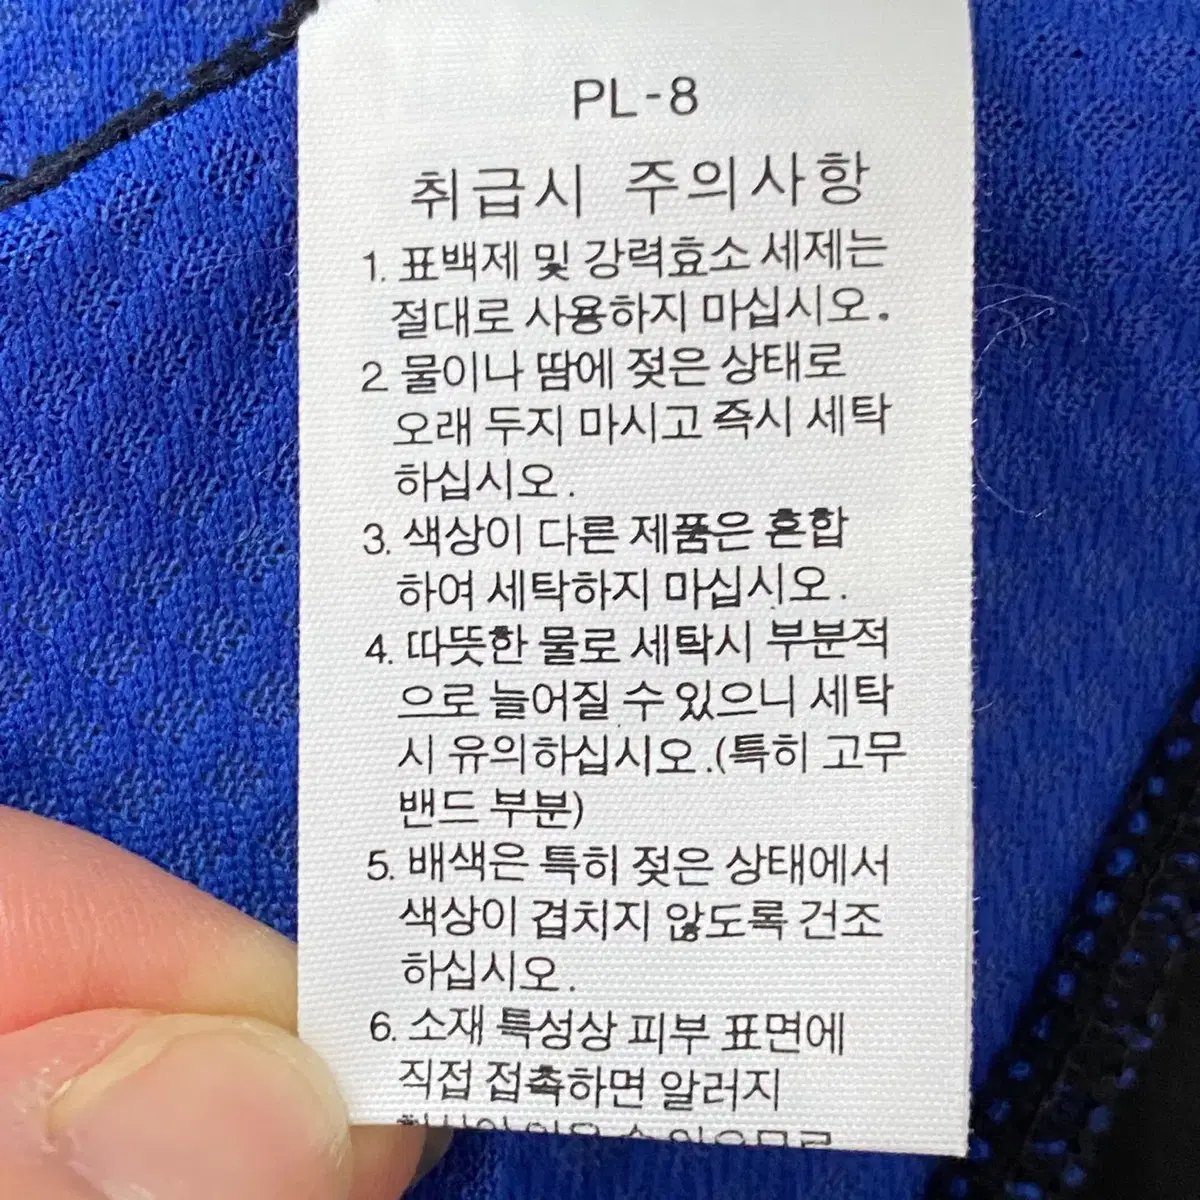 PL-8
취급시 주의사항
1. 표백제 및 강력효소 세제는
절대로 사용하지 마십시오.
2 물이나 땀에 젖은 상태로
오래 두지 마시고 즉시 세탁
하십시오.
3. 색상이 다른 제품은 혼합
하여 세탁하지 마십시오.
4. 따뜻한 물로 세탁시 부분적
으로 늘어질 수 있으니 세탁
시 유의하십시오.(특히 고무
밴드 부분)
5. 배색은 특히 젖은 상태에서
색상이 겹치지 않도록 건조
하십시오.
6. 소재 특성상 피부 표면에
직접 접촉하면 알러지